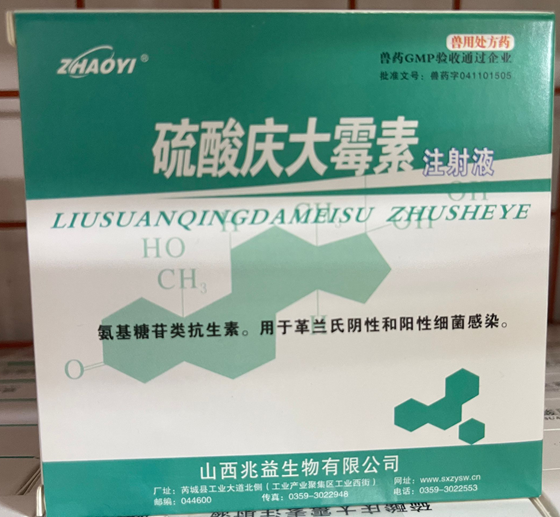 ZHAOYI®
兽用处方药
兽药GMP验收通过企业
批准文号：兽药字041101505
硫酸庆大霉素 注射液
LIUSUANQINGDAMEISU ZHUSHEYE
H
CH₃
OH
HO
OH
CH₃
H
O
氨基糖苷类抗生素。用于革兰氏阴性和阳性细菌感染。
山西兆益生物有限公司
厂址：芮城县工业大道北侧（工业产业聚集区工业西街）
网址：www.sxzysw.cn
邮编：044600
传真：0359-3022948
电话：0359-3022553